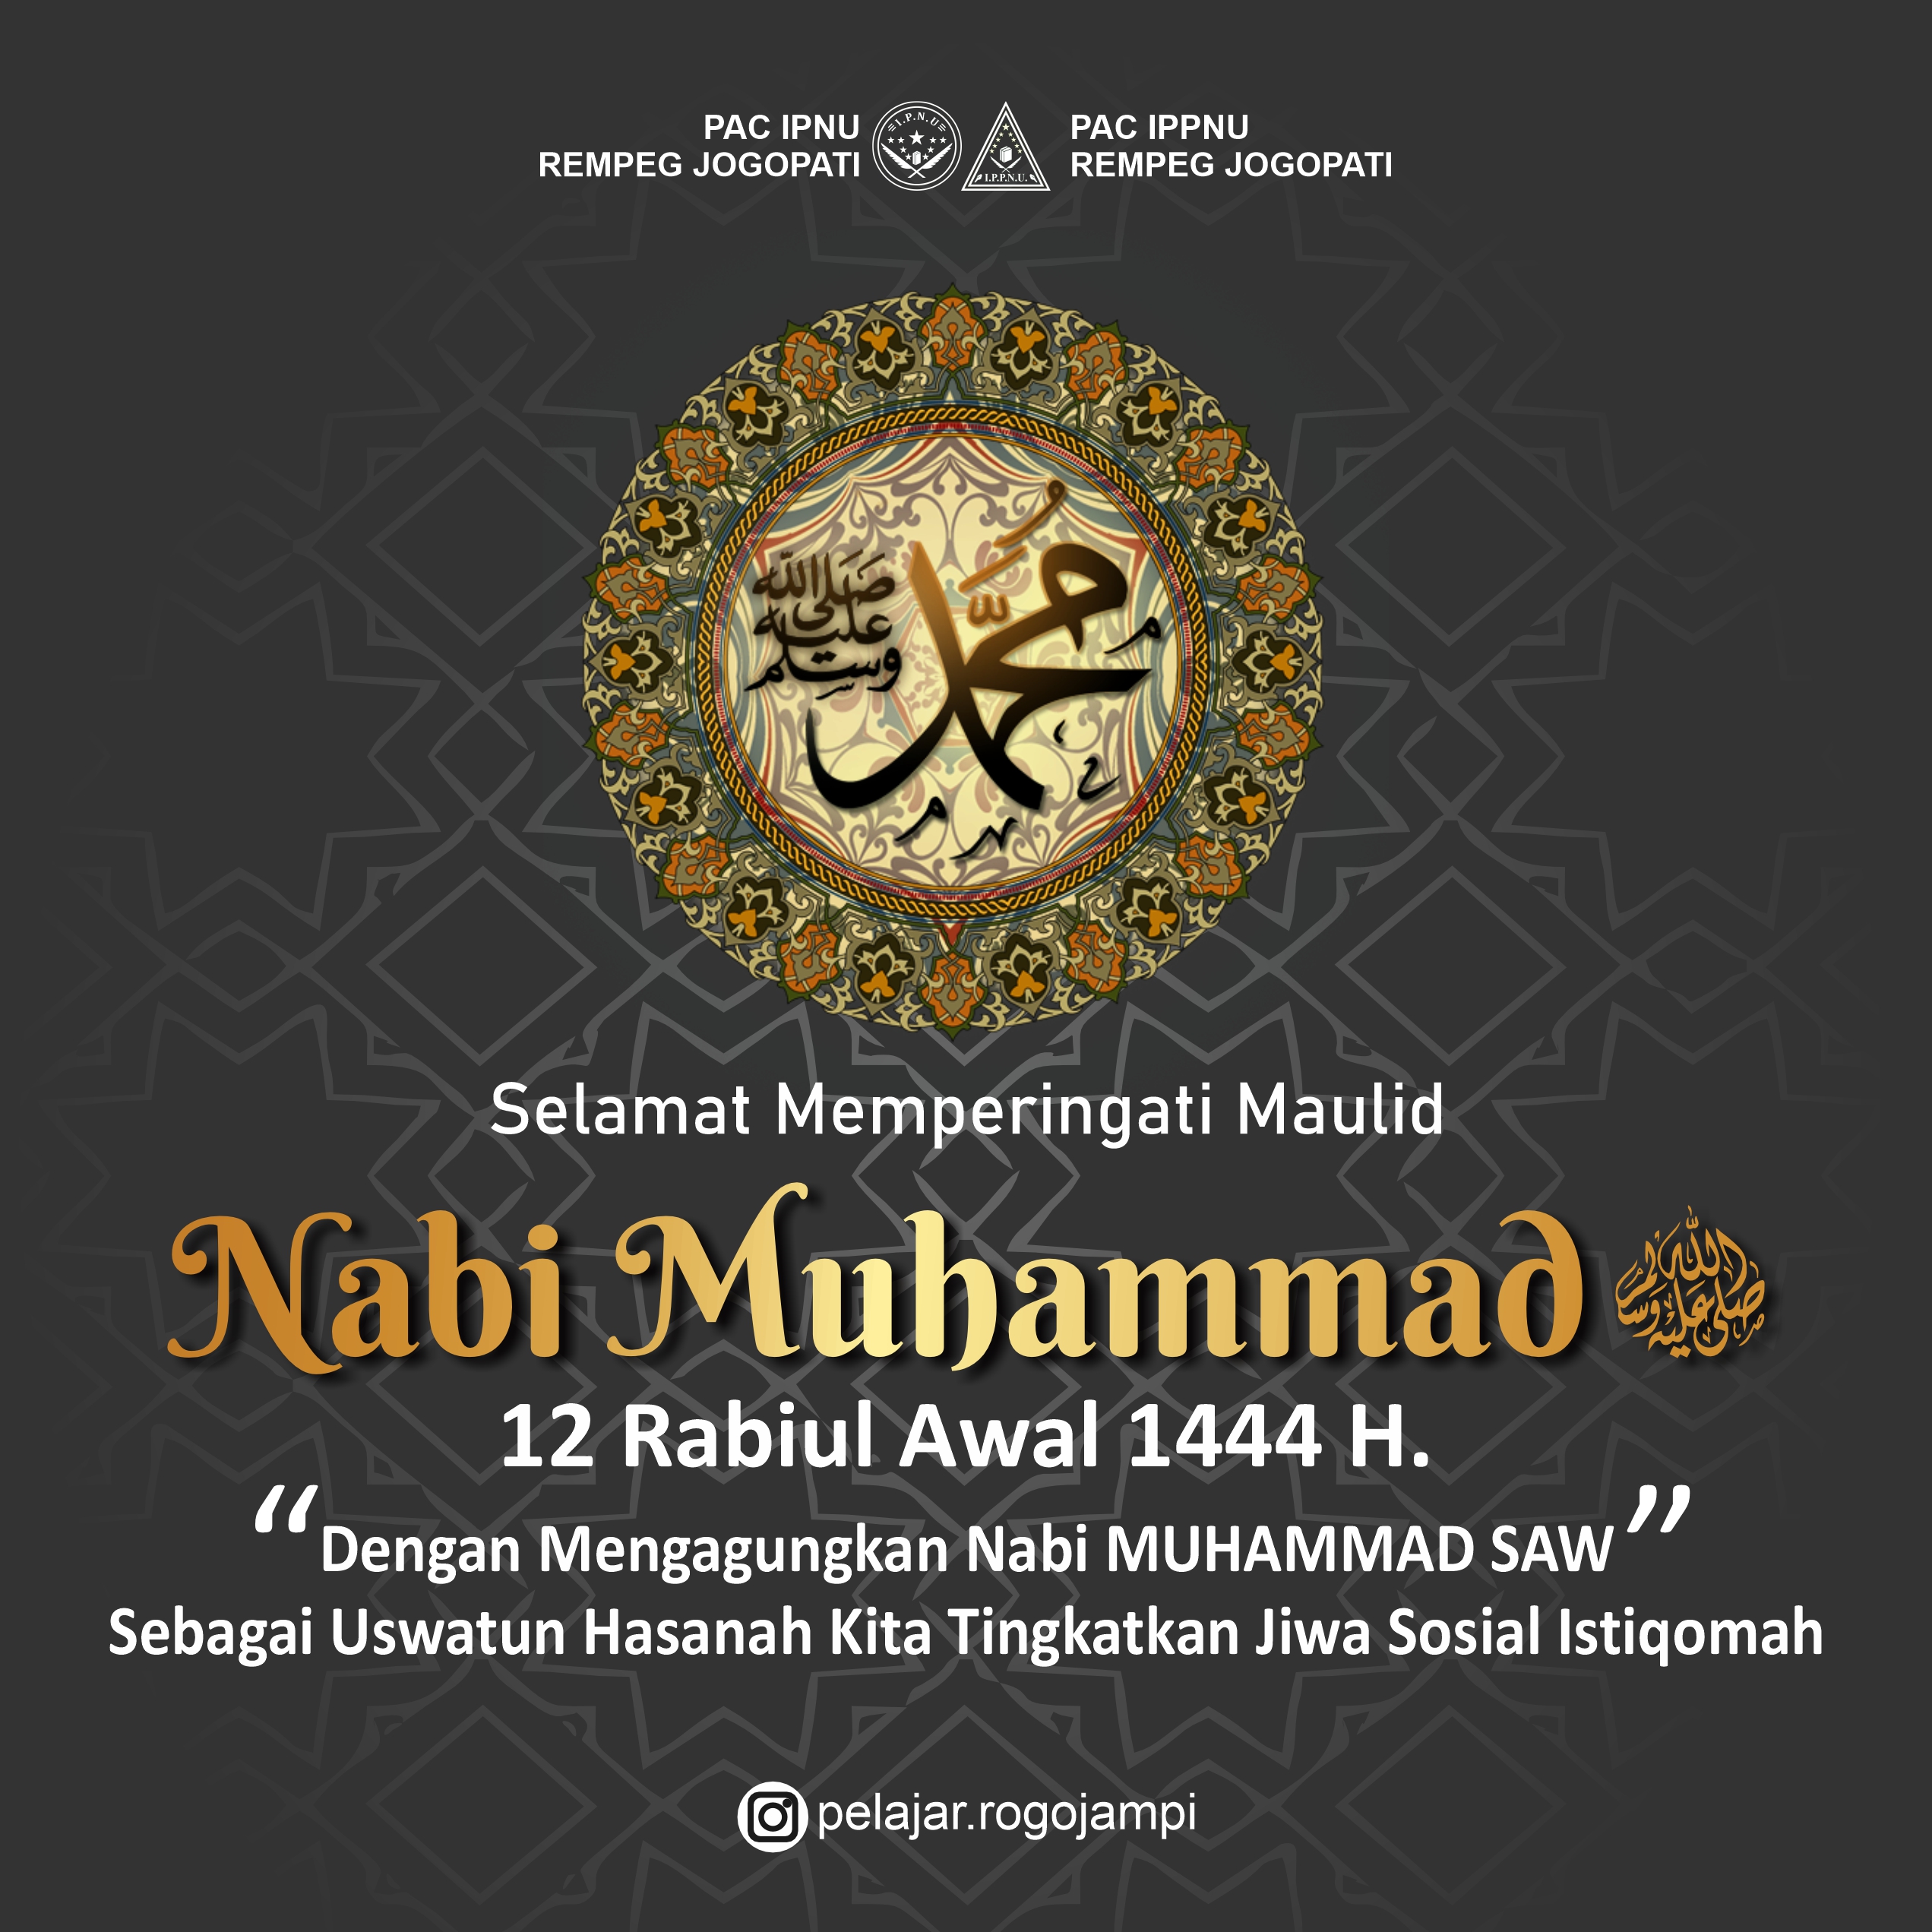 PAC IPNU
REMPEG JOGOPATI
I.P.N.U
I.P.P.N.U.
PAC IPPNU
REMPEG JOGOPATI
محمد
صلى الله
عليه
وسلم
Selamat Memperingati Maulid
Nabi Muhammad صلى الله عليه وسلم
12 Rabiul Awal 1444 H.
“Dengan Mengagungkan Nabi MUHAMMAD SAW”
Sebagai Uswatun Hasanah Kita Tingkatkan Jiwa Sosial Istiqomah
pelajar.rogojampi